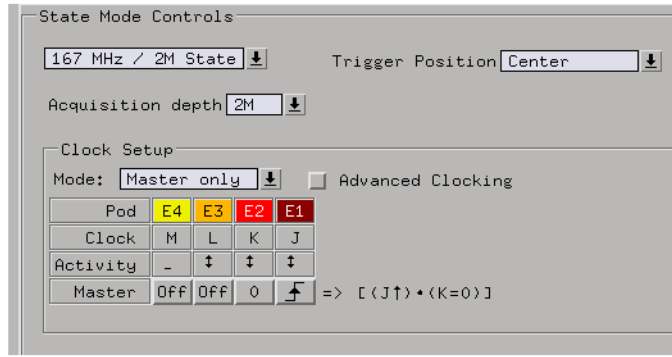 State Mode Controls
167 MHz / 2M State Trigger Position Center
Acquisition depth 2M
Clock Setup
Mode: Master only Advanced Clocking
Pod E4 E3 E2 E1
Clock M L K J
Activity – ↕ ↕ ↕
Master Off Off 0 => [(J↑)•(K=0)]